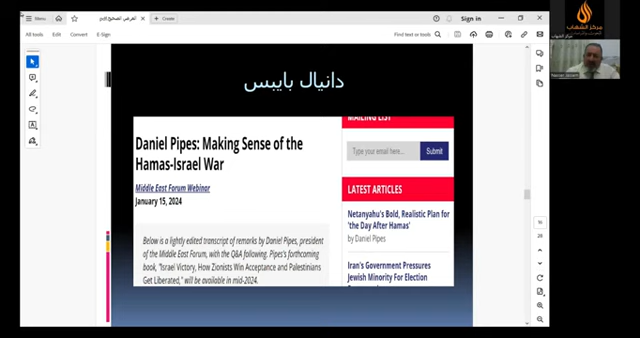 Menu
Create
Sign in
All tools
Edit
Convert
E-Sign
Find text or tools
مركز الشهاب
دانيال بايبس
MAILING LIST
Daniel Pipes: Making Sense of the
Hamas-Israel War
Type your email here...
Submit
Middle East Forum Webinar
January 15, 2024
LATEST ARTICLES
Netanyahu's Bold, Realistic Plan for
'the Day After Hamas'
by Daniel Pipes
Below is a lightly edited transcript of remarks by Daniel Pipes, president
of the Middle East Forum, with the Q&A following. Pipes's forthcoming
book, "Israel Victory, How Zionists Win Acceptance and Palestinians
Get Liberated," will be available in mid-2024.
Iran's Government Pressures
Jewish Minority For Election